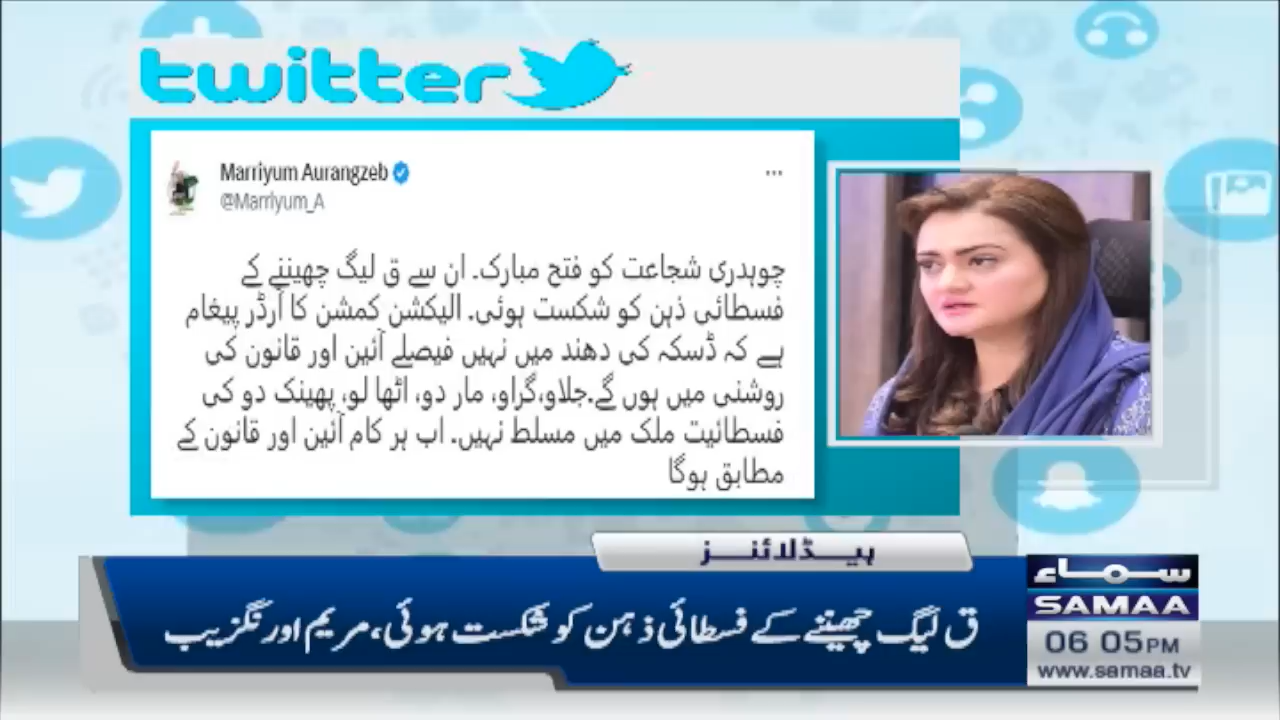 twitter
Marriyum Aurangzeb
@Marriyum_A
چوہدری شجاعت کو فتح مبارک۔ ان سے ق لیگ چھیننے کے
فسطائی ذہن کو شکست ہوئی۔ الیکشن کمشن کا آرڈر پیغام
ہے کہ ڈسکہ کی دھند میں نہیں فیصلے آئین اور قانون کی
روشنی میں ہوں گے۔جلاو،گراو، مار دو، اٹھا لو، پھینک دو کی
فسطائیت ملک میں مسلط نہیں۔ اب ہر کام آئین اور قانون کے
مطابق ہوگا
ہیڈلائنز
ق لیگ چھیننے کے فسطائی ذہن کو شکست ہوئی، مریم اورنگزیب
سماء
SAMAA
06 05 PM
www.samaa.tv